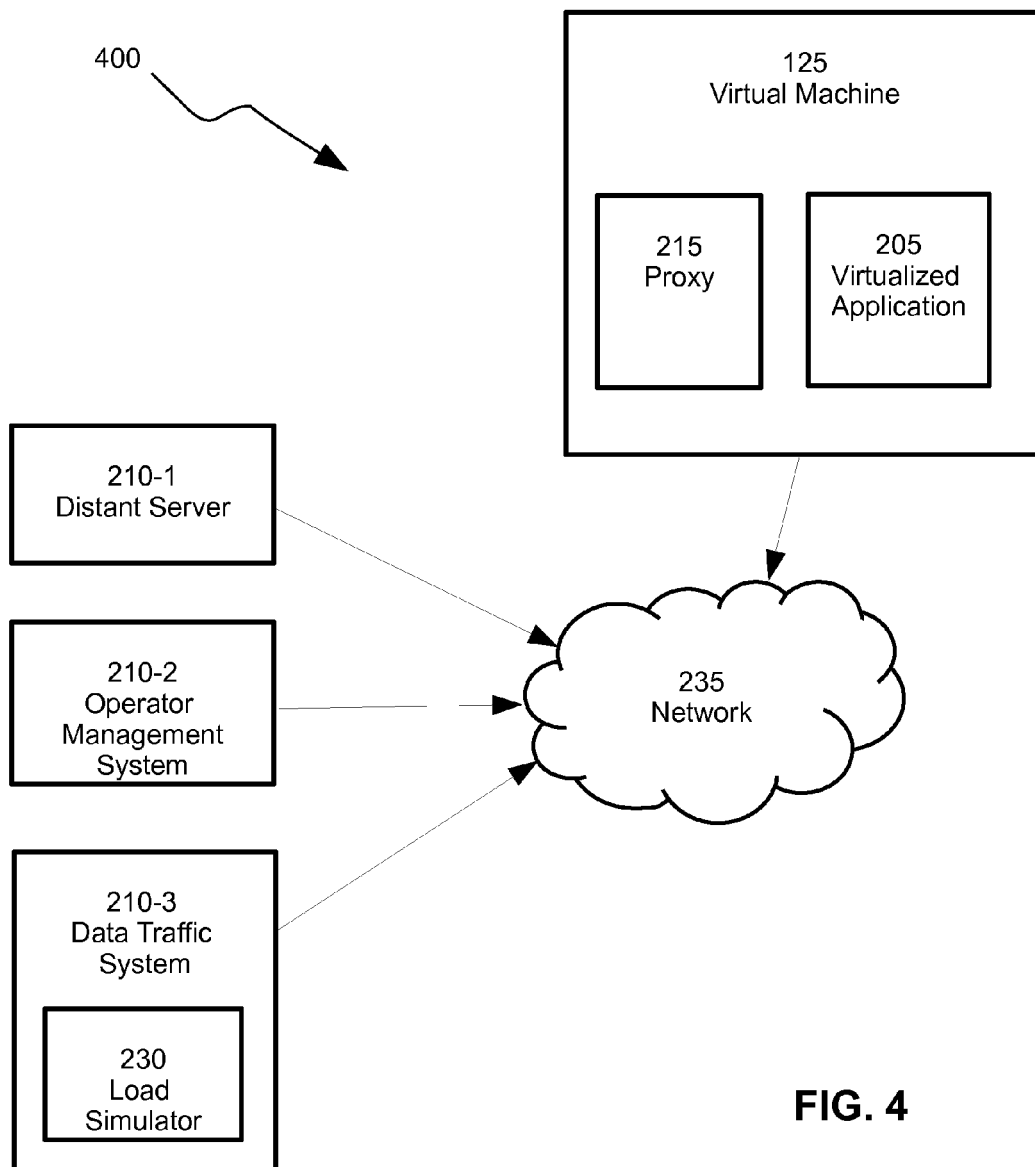 400
125
Virtual Machine
215
Proxy
205
Virtualized
Application
210-1
Distant Server
210-2
Operator
Management
System
235
Network
210-3
Data Traffic
System
230
Load
Simulator
FIG. 4